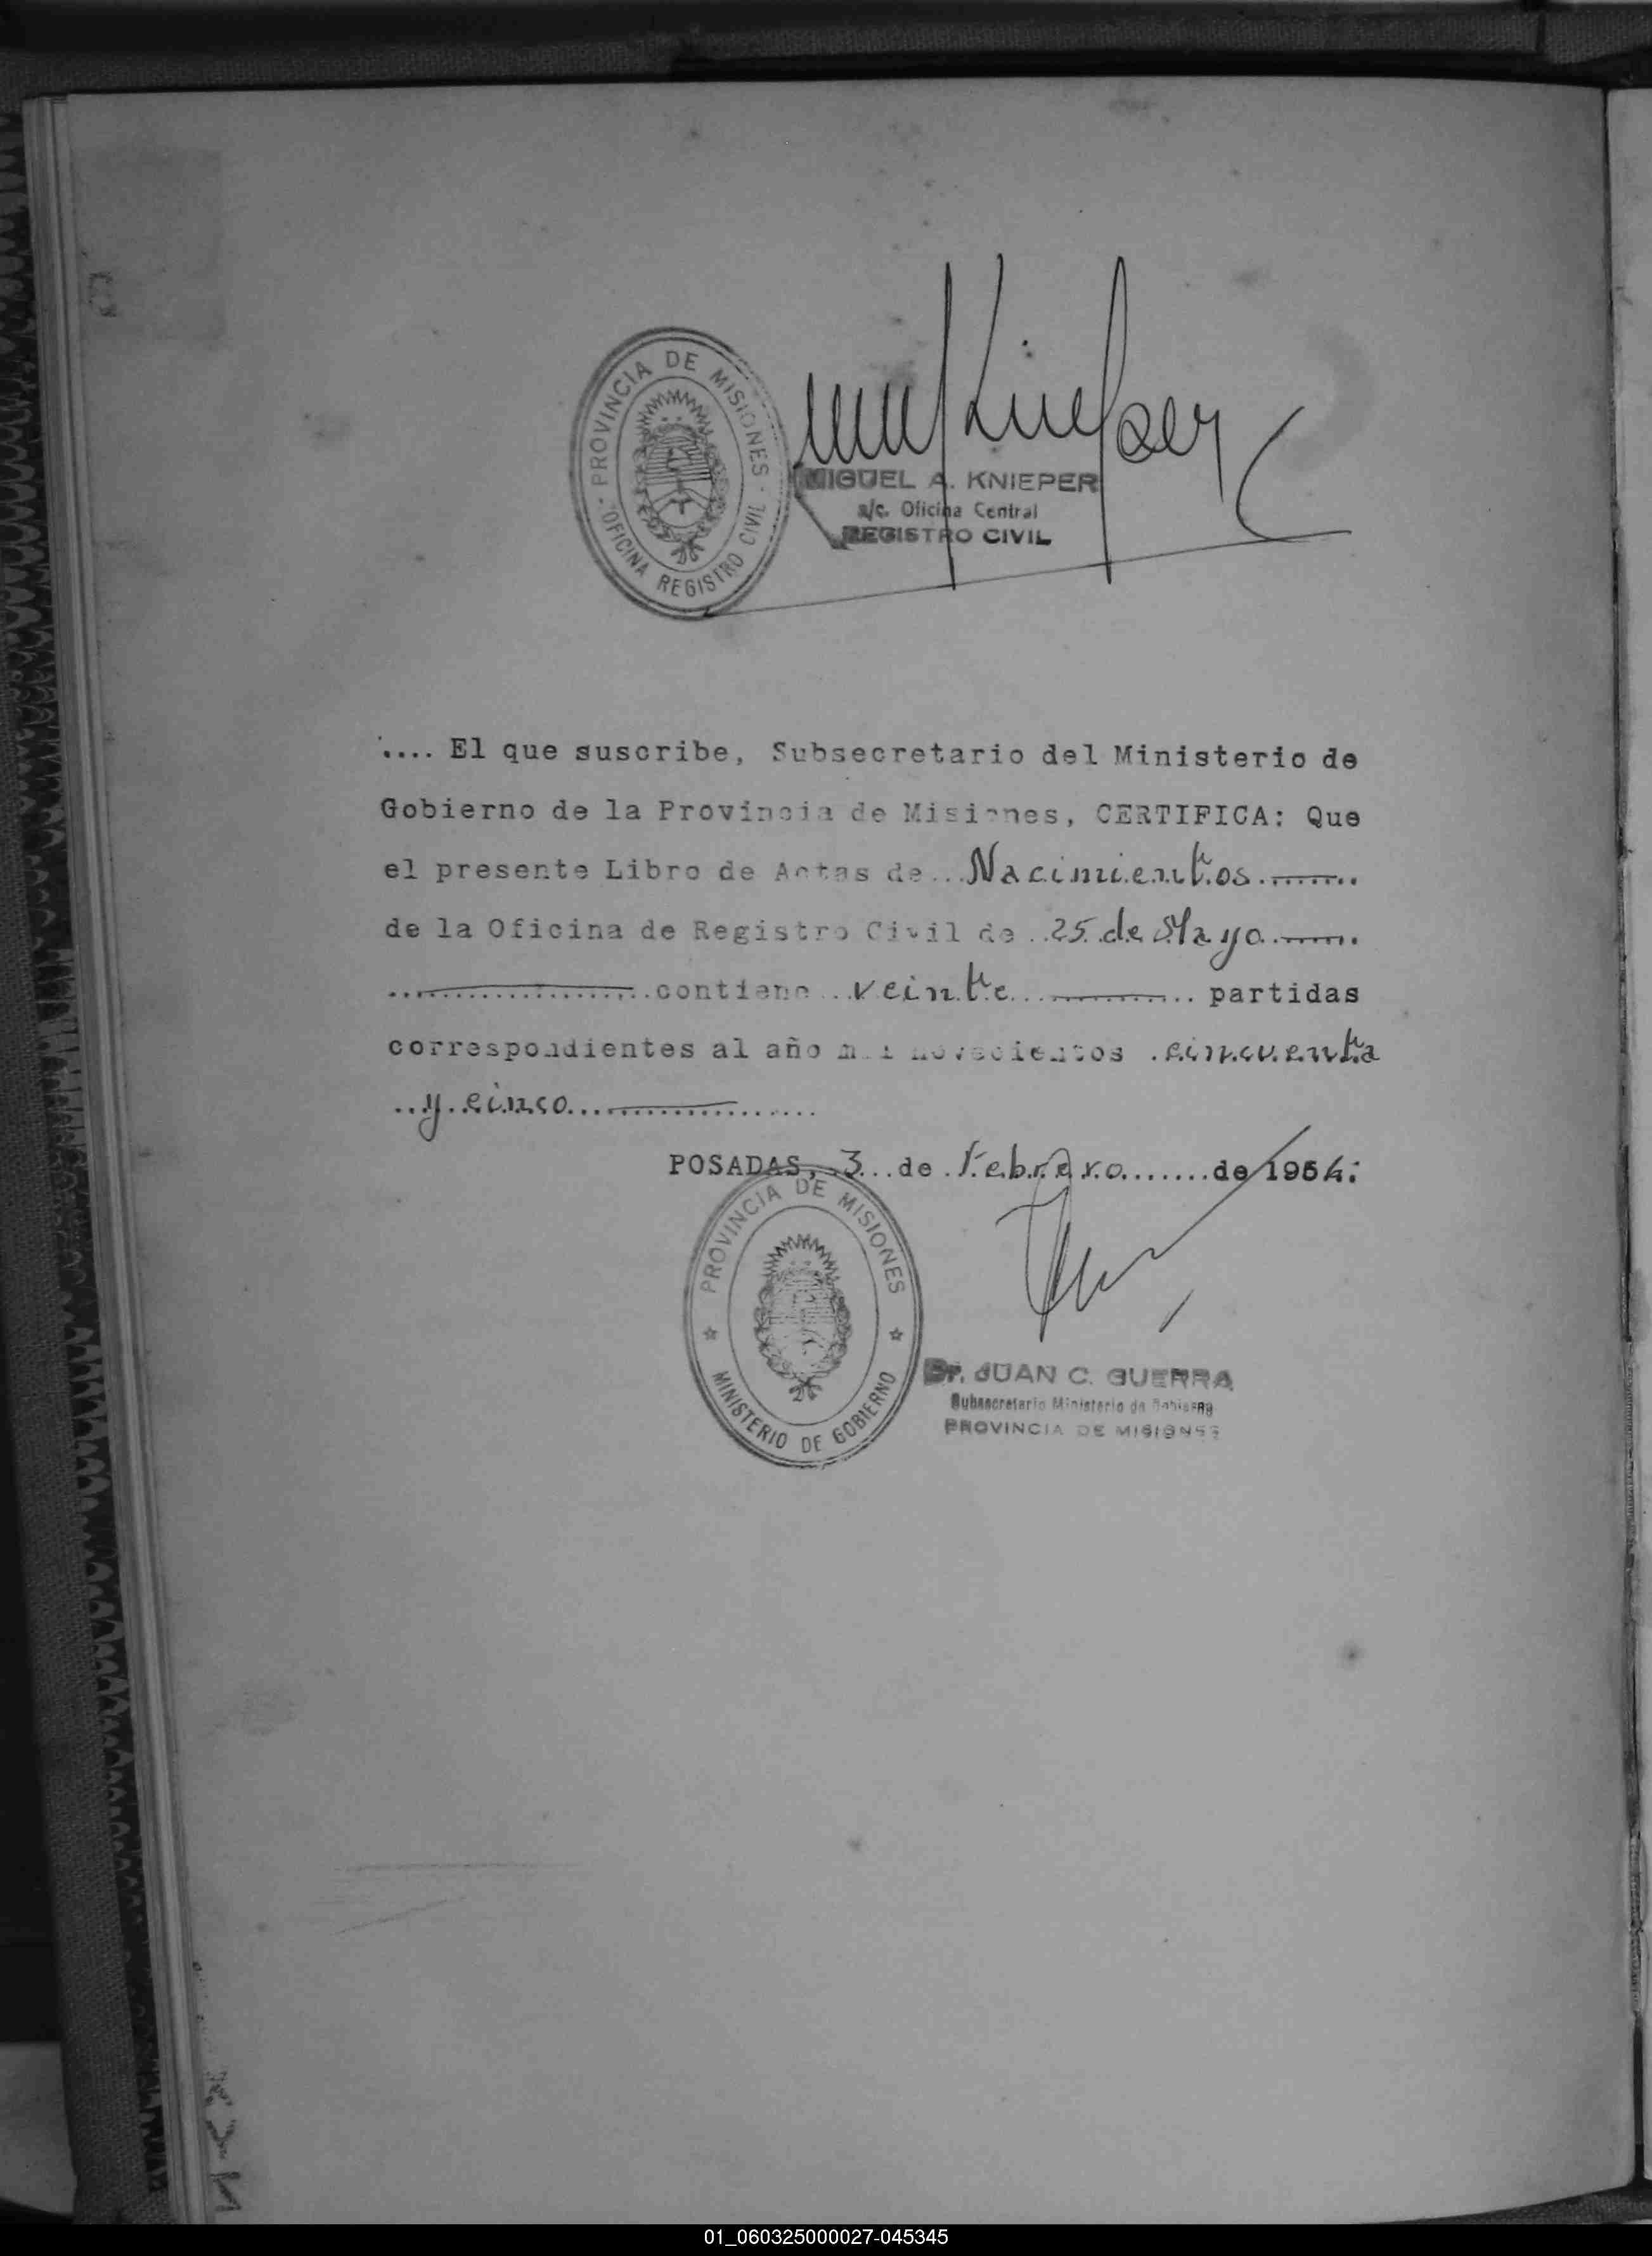 PROVINCIA DE MISIONES
OFICINA REGISTRO CIVIL
MIGUEL A. KNIEPER
a/c. Oficina Central
REGISTRO CIVIL
.... El que suscribe, Subsecretario del Ministerio de
Gobierno de la Provincia de Misiones, CERTIFICA: Que
el presente Libro de Actas de... Nacimientos........
de la Oficina de Registro Civil de ..25 de Mayo.......
....................contiene ...veinte............. partidas
correspondientes al año mil novecientos .cincuenta
..y cinco......................
POSADAS, 3...de .Febrero.......de 195
PROVINCIA DE MISIONES
MINISTERIO DE GOBIERNO
Dr. JUAN C. GUERRA
Subsecretario Ministerio de Gobierno
PROVINCIA DE MISIONES
01_060325000027-045345